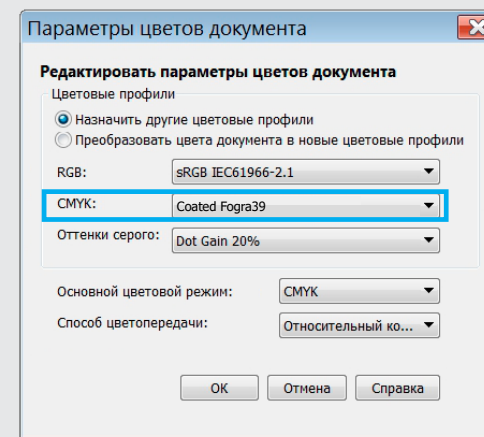 Параметры цветов документа
Редактировать параметры цветов документа
Цветовые профили
Назначить другие цветовые профили
Преобразовать цвета документа в новые цветовые профили
RGB: sRGB IEC61966-2.1
CMYK: Coated Fogra39
Оттенки серого: Dot Gain 20%
Основной цветовой режим: CMYK
Способ цветопередачи: Относительный ко...
ОК Отмена Справка